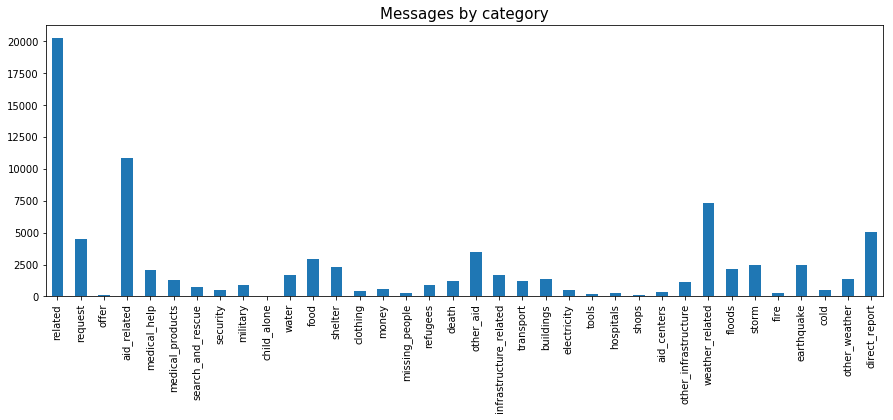 Messages by category
20000
17500
15000
12500
10000
7500
5000
2500
0
related
request
offer
aid_related
medical_help
medical_products
search_and_rescue
security
military
child_alone
water
food
shelter
clothing
money
missing_people
refugees
death
other_aid
infrastructure_related
transport
buildings
electricity
tools
hospitals
shops
aid_centers
other_infrastructure
weather_related
floods
storm
fire
earthquake
cold
other_weather
direct_report